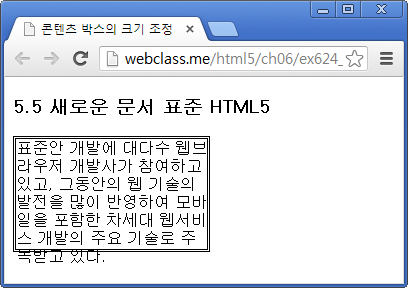 콘텐츠 박스의 크기 조정
webclass.me/html5/ch06/ex624_
5.5 새로운 문서 표준 HTML5
표준안 개발에 대다수 웹브
라우저 개발사가 참여하고
있고, 그동안의 웹 기술의
발전을 많이 반영하여 모바
일을 포함한 차세대 웹서비
스 개발의 주요 기술로 주
목받고 있다.